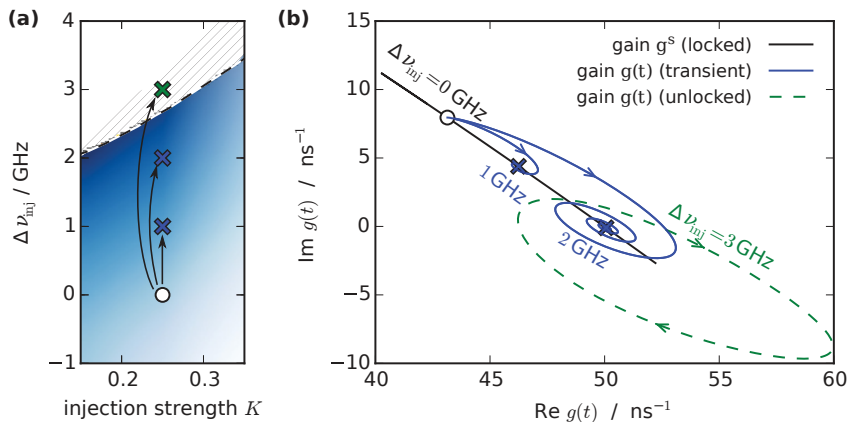 (a)
4
3
2
1
0
−1
Δ ν_inj / GHz
0.2
0.3
injection strength K
(b)
15
10
5
0
−5
−10
Im g(t) / ns⁻¹
gain gˢ (locked)
gain g(t) (transient)
gain g(t) (unlocked)
Δν_inj=0 GHz
1 GHz
2 GHz
Δν_inj=3 GHz
40
45
50
55
60
Re g(t) / ns⁻¹